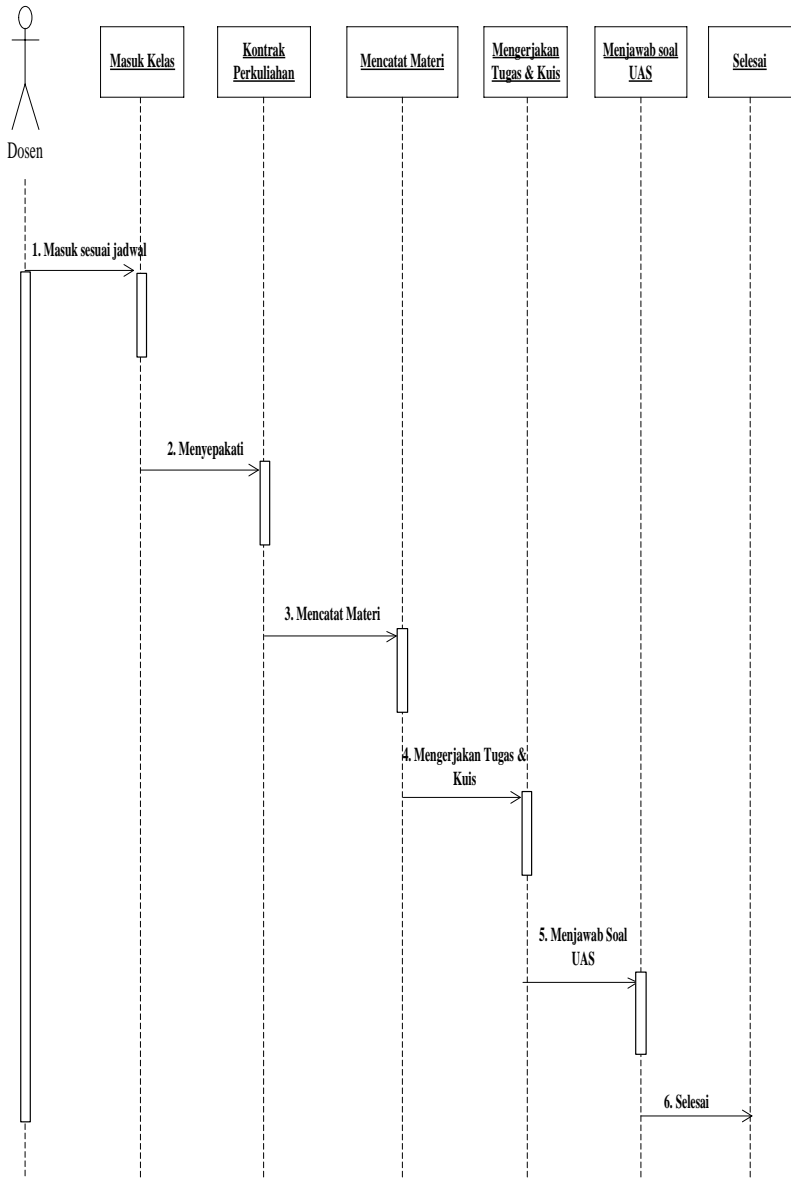 Masuk Kelas
Kontrak
Perkuliahan
Mencatat Materi
Mengerjakan
Tugas & Kuis
Menjawab soal
UAS
Selesai
Dosen
1. Masuk sesuai jadwal
2. Menyepakati
3. Mencatat Materi
4. Mengerjakan Tugas &
Kuis
5. Menjawab Soal
UAS
6. Selesai